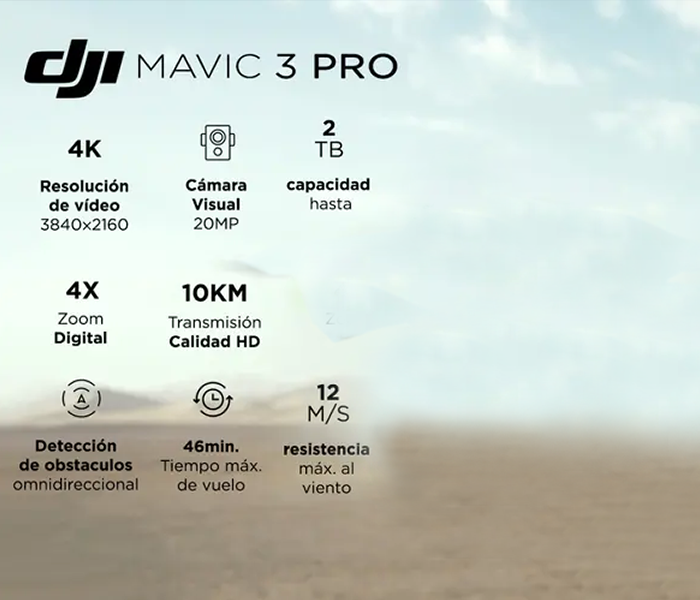 dji MAVIC 3 PRO
4K
Resolución
de vídeo
3840x2160
Cámara
Visual
20MP
2
TB
capacidad
hasta
4X
Zoom
Digital
10KM
Transmisión
Calidad HD
Detección
de obstaculos
omnidireccional
46min.
Tiempo máx.
de vuelo
12
M/S
resistencia
máx. al
viento